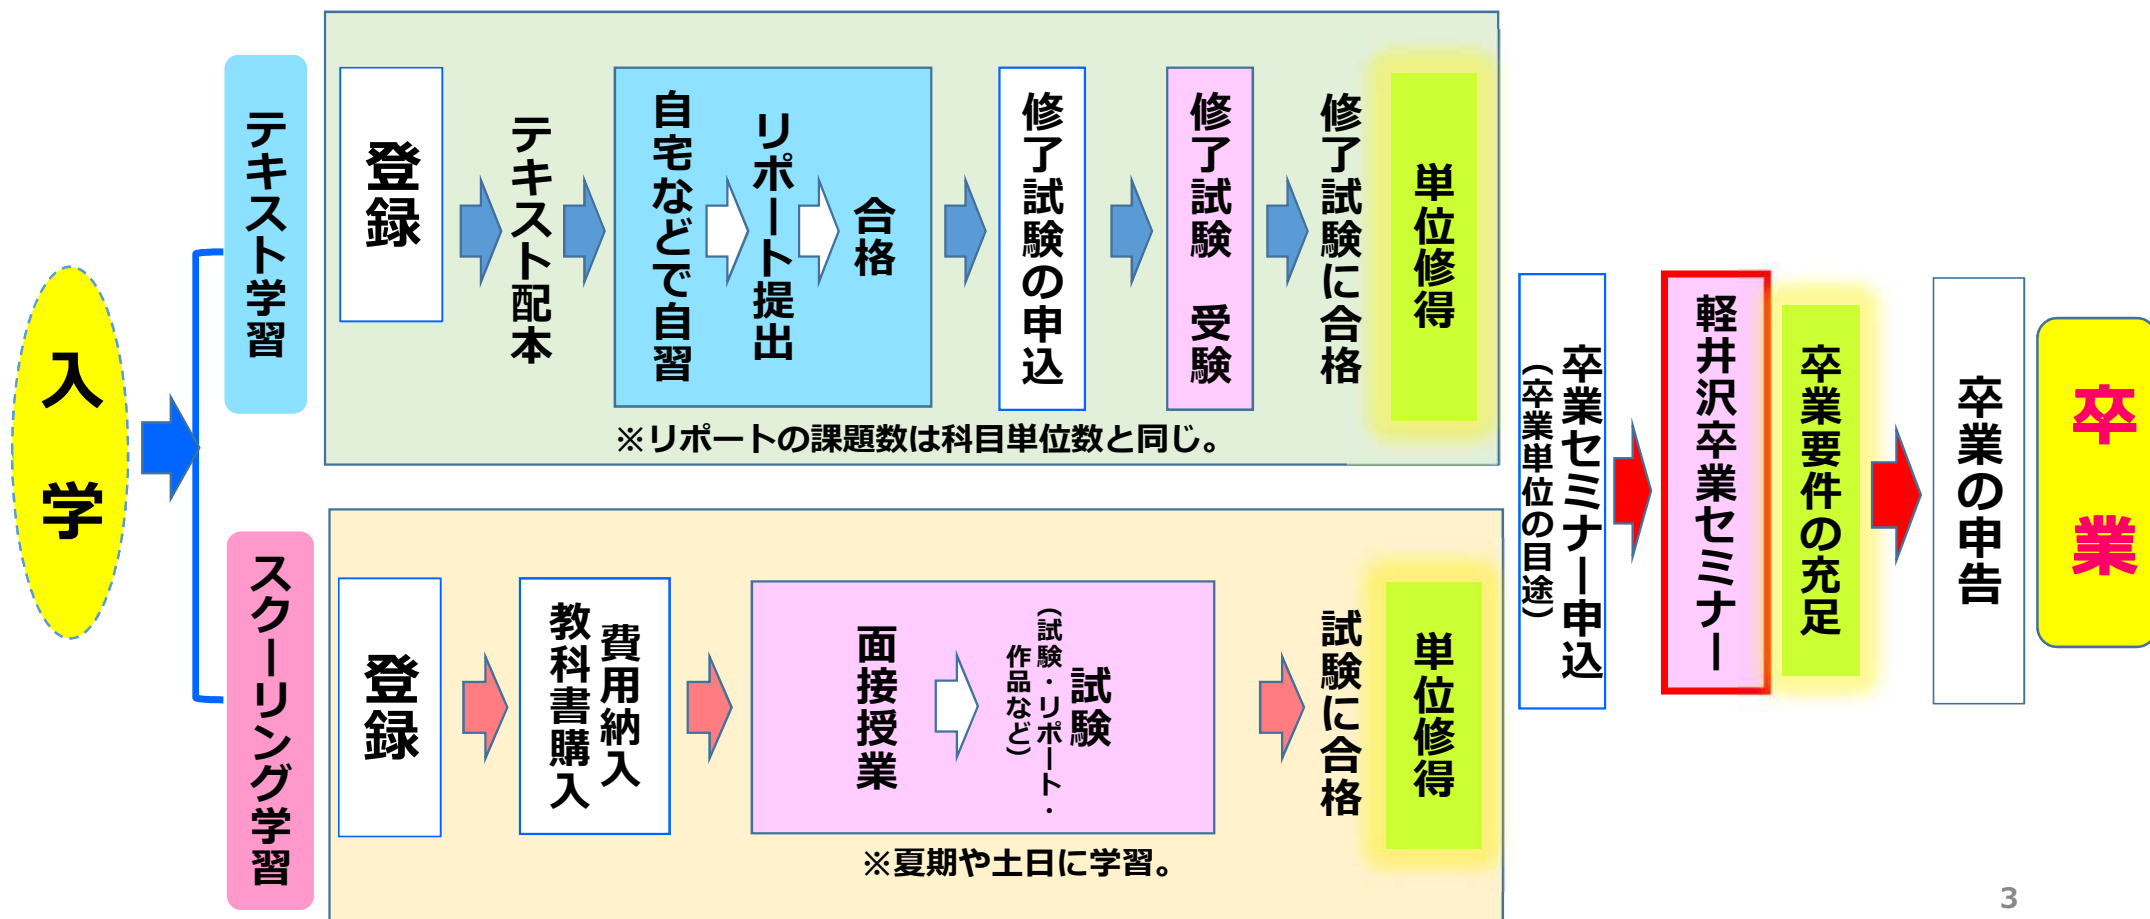 入学
テキスト学習
登録
テキスト配本
自宅などで自習
リポート提出
合格
修了試験の申込
修了試験　受験
修了試験に合格
単位修得
※リポートの課題数は科目単位数と同じ。
スクーリング学習
登録
費用納入
教科書購入
面接授業
試験
（試験・リポート・
作品など）
試験に合格
単位修得
※夏期や土日に学習。
卒業セミナー申込
（卒業単位の目途）
軽井沢卒業セミナー
卒業要件の充足
卒業の申告
卒業
3